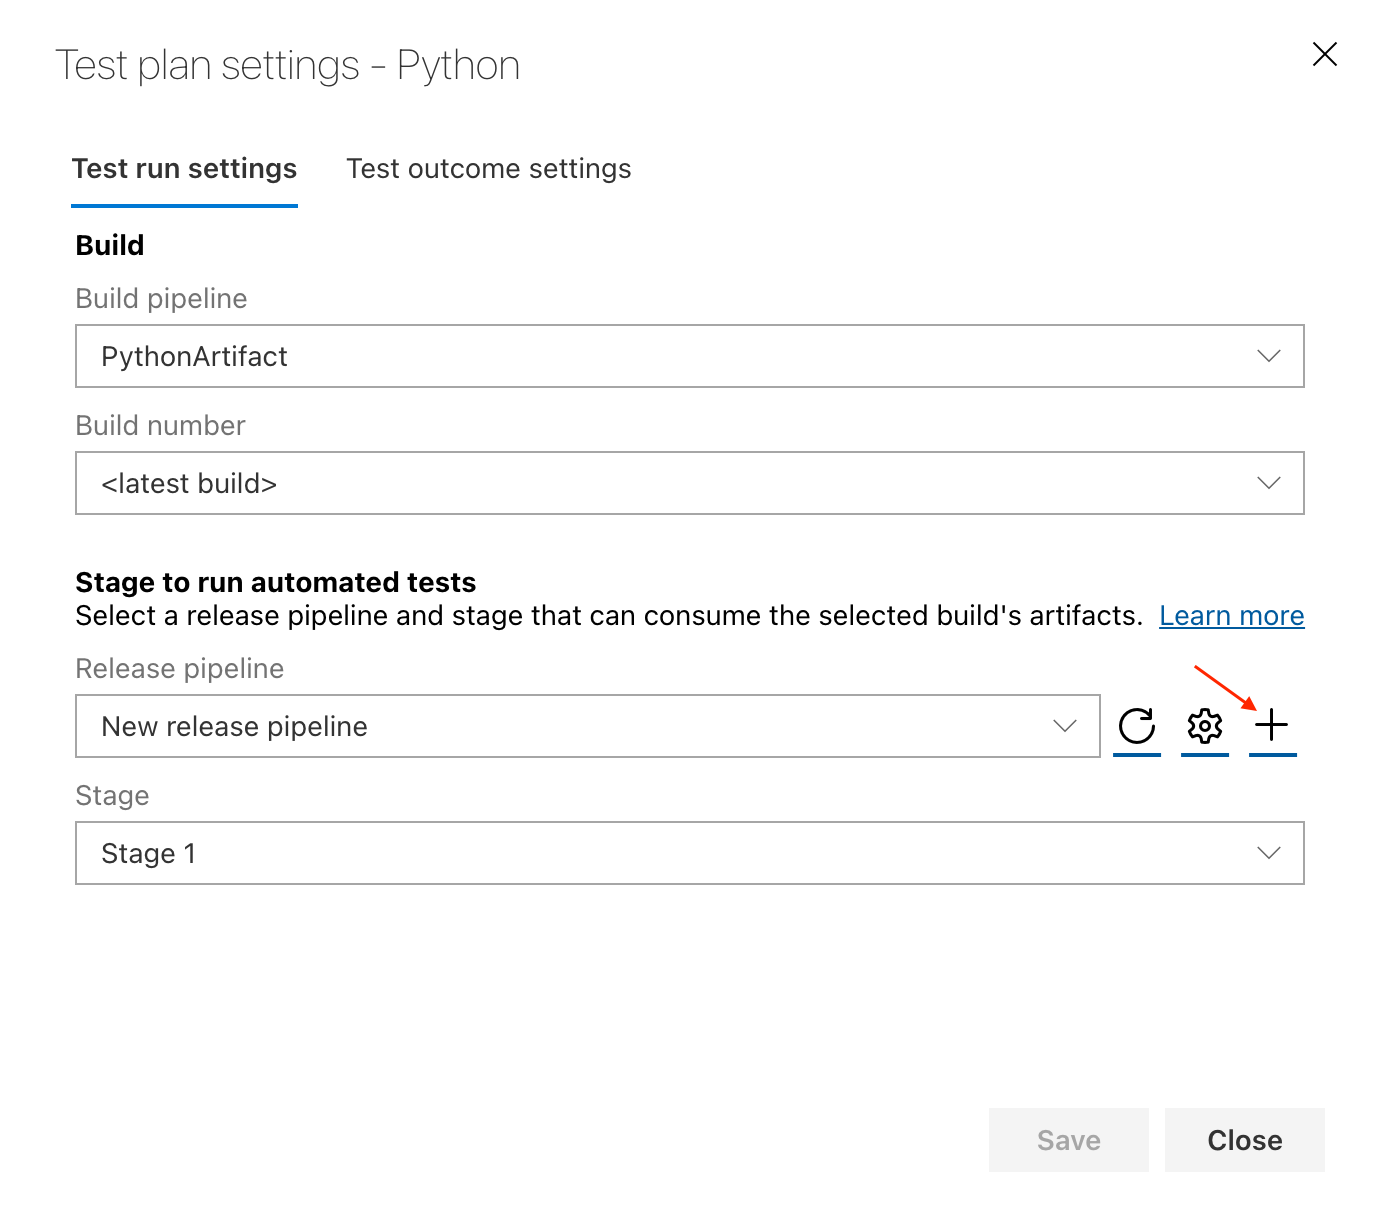 Test plan settings - Python
Test run settings
Test outcome settings
Build
Build pipeline
PythonArtifact
Build number
<latest build>
Stage to run automated tests
Select a release pipeline and stage that can consume the selected build's artifacts. Learn more
Release pipeline
New release pipeline
Stage
Stage 1
Save
Close